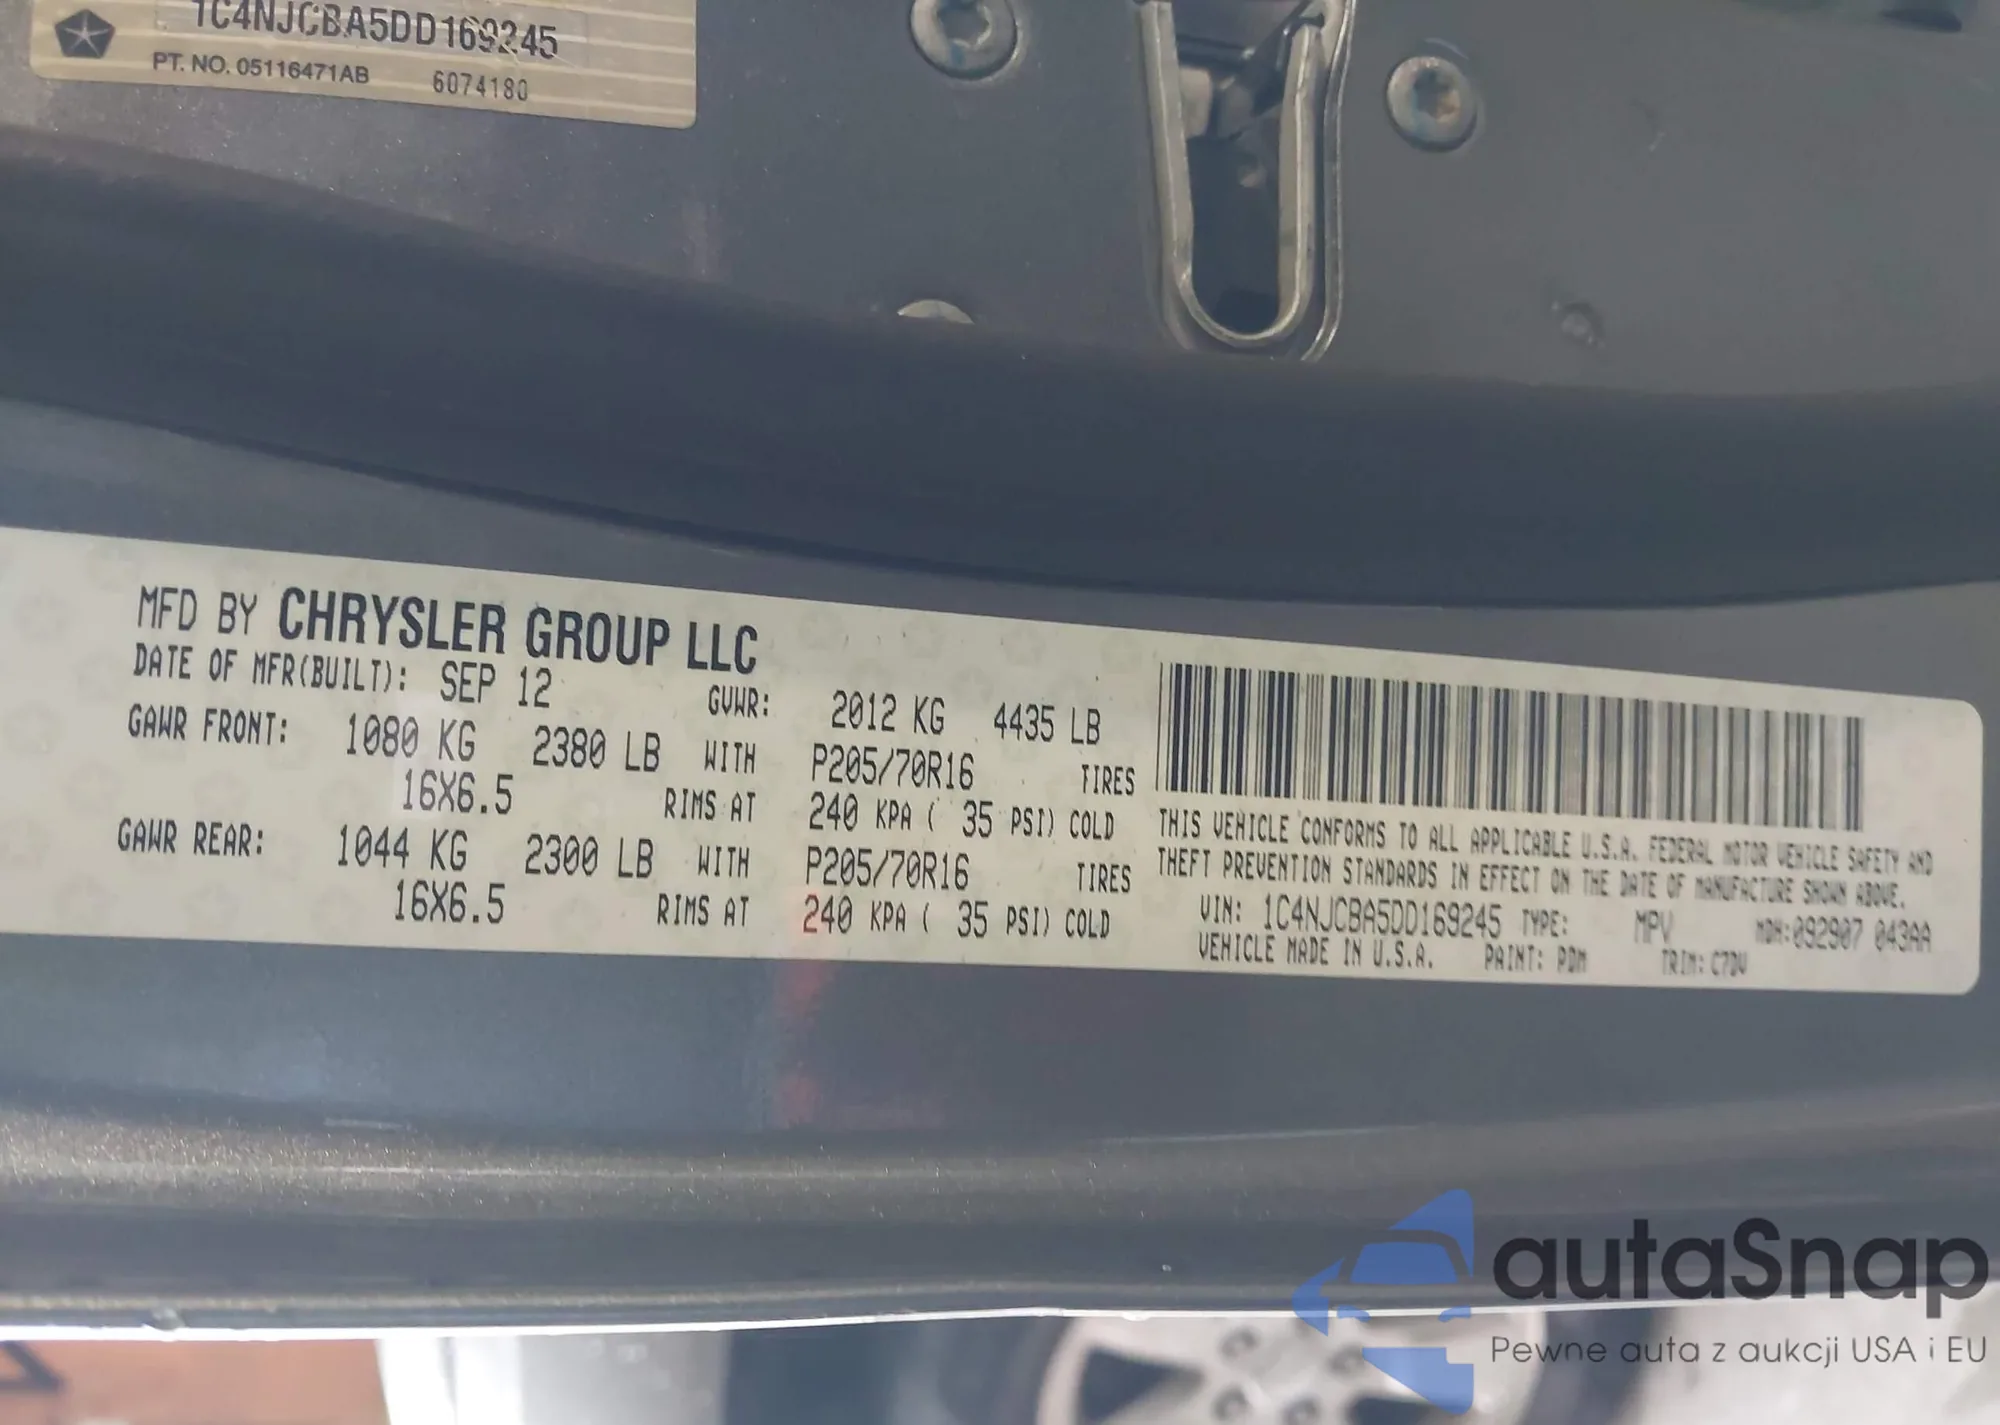 1C4NJCBA5DD169245
PT. NO. 05116471AB 6074180
MFD BY CHRYSLER GROUP LLC
DATE OF MFR(BUILT): SEP 12 GVWR: 2012 KG 4435 LB
GAWR FRONT: 1080 KG 2380 LB WITH P205/70R16 TIRES
16X6.5 RIMS AT 240 KPA ( 35 PSI) COLD
GAWR REAR: 1044 KG 2300 LB WITH P205/70R16 TIRES
16X6.5 RIMS AT 240 KPA ( 35 PSI) COLD
THIS VEHICLE CONFORMS TO ALL APPLICABLE U.S.A. FEDERAL MOTOR VEHICLE SAFETY AND
THEFT PREVENTION STANDARDS IN EFFECT ON THE DATE OF MANUFACTURE SHOWN ABOVE.
VIN: 1C4NJCBA5DD169245 TYPE: MPV MDH:092907 043AA
VEHICLE MADE IN U.S.A. PAINT: PDM TRIM: C7DV
autaSnap
Pewne auta z aukcji USA i EU